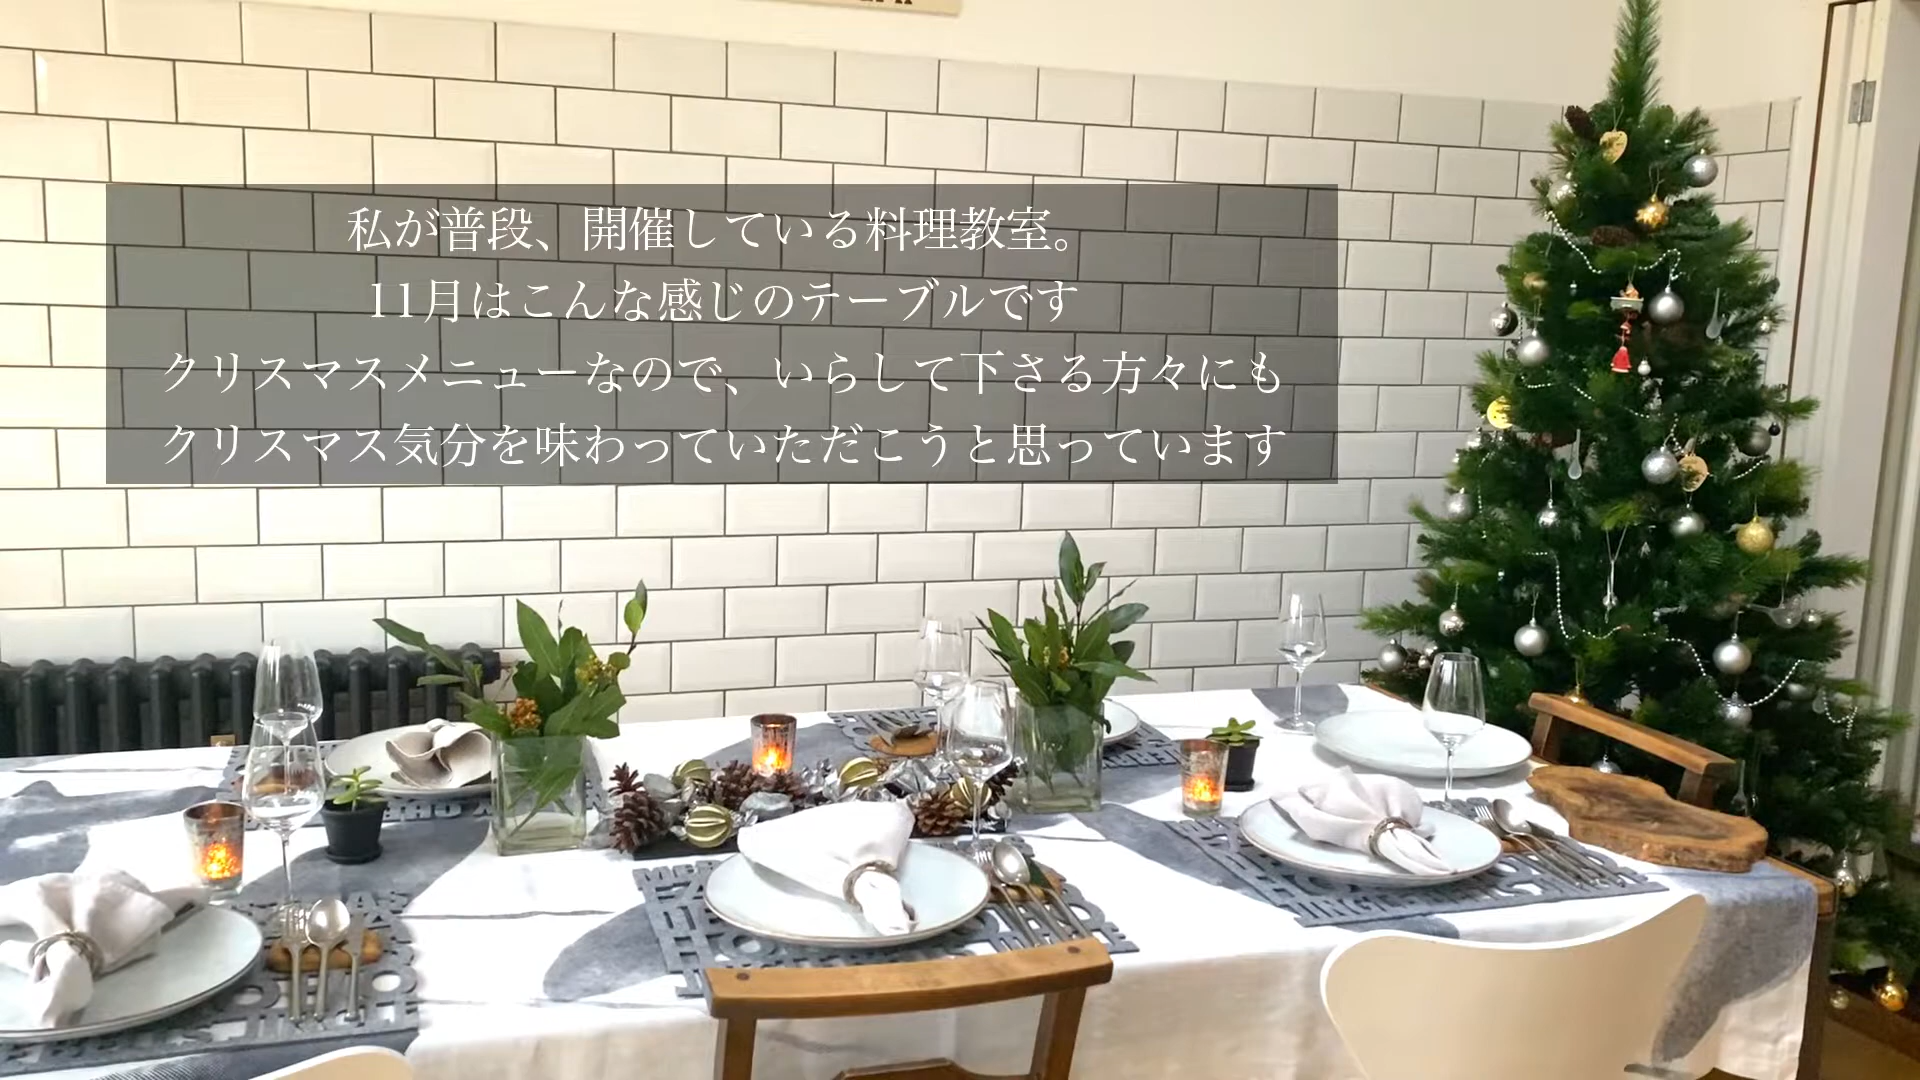 私が普段、開催している料理教室。
11月はこんな感じのテーブルです
クリスマスメニューなので、いらして下さる方々にも
クリスマス気分を味わっていただこうと思っています